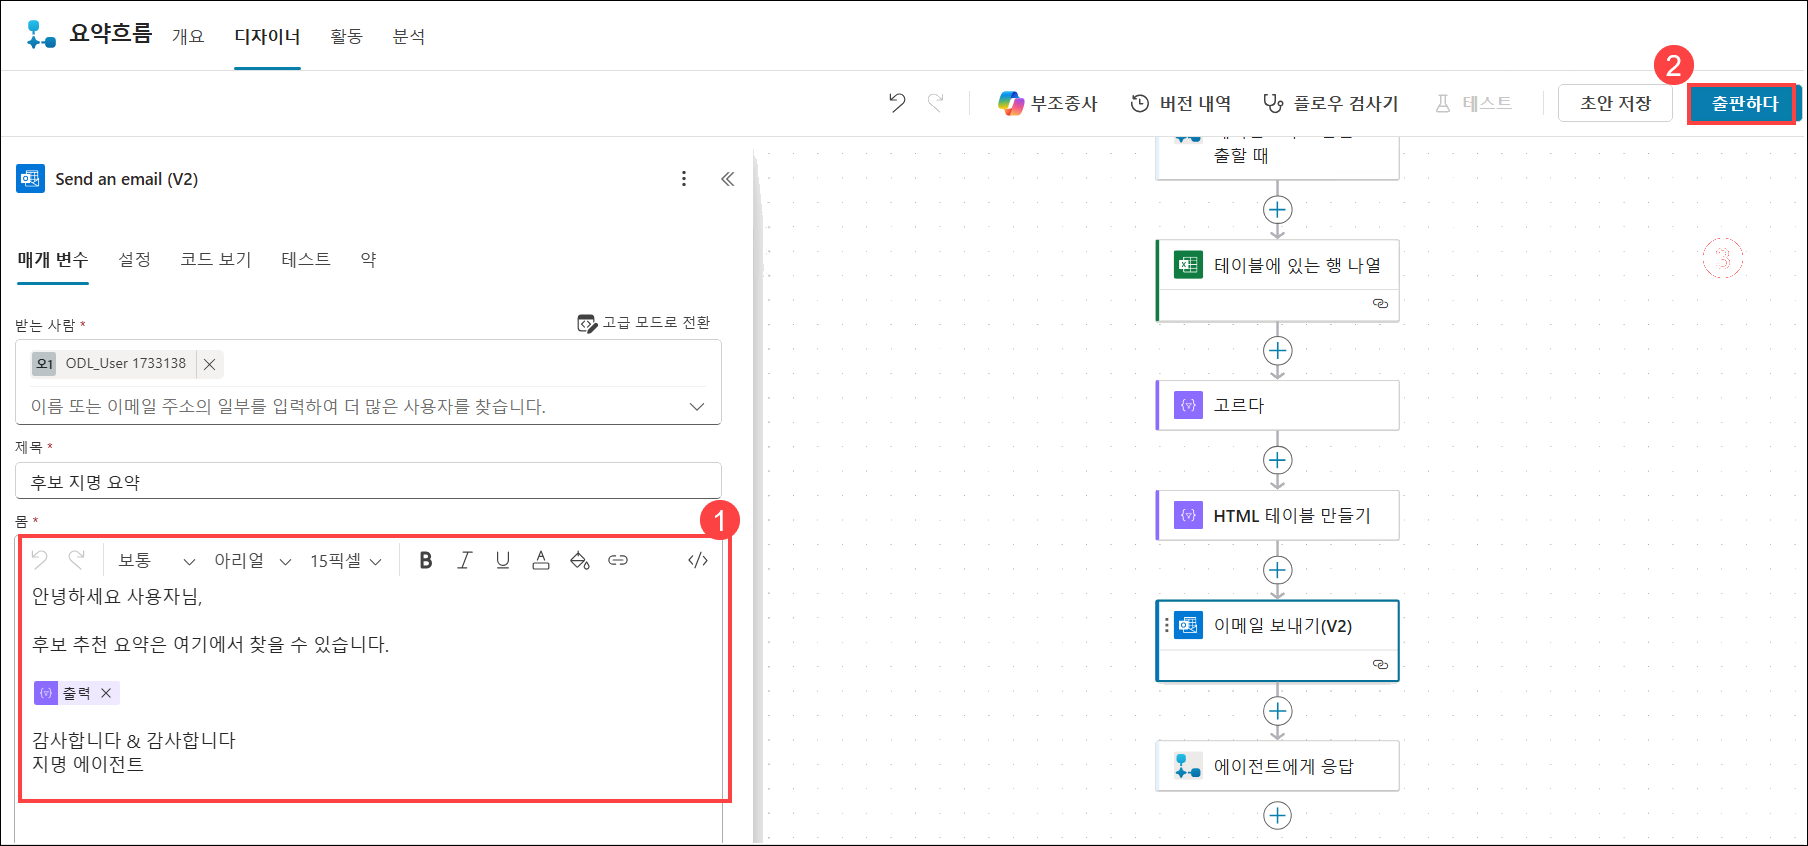 요약흐름 개요 디자이너 활동 분석
2
부조종사 버전 내역 플로우 검사기 테스트 초안 저장 출판하다
Send an email (V2)
매개 변수 설정 코드 보기 테스트 약
받는 사람 * 고급 모드로 전환
오1 ODL_User 1733138
이름 또는 이메일 주소의 일부를 입력하여 더 많은 사용자를 찾습니다.
제목 *
후보 지명 요약
몸 *
1
보통 아리얼 15픽셀 B I U A </>
안녕하세요 사용자님,
후보 추천 요약은 여기에서 찾을 수 있습니다.
출력
감사합니다 & 감사합니다
지명 에이전트
출할 때
테이블에 있는 행 나열
고르다
HTML 테이블 만들기
이메일 보내기(V2)
에이전트에게 응답
3